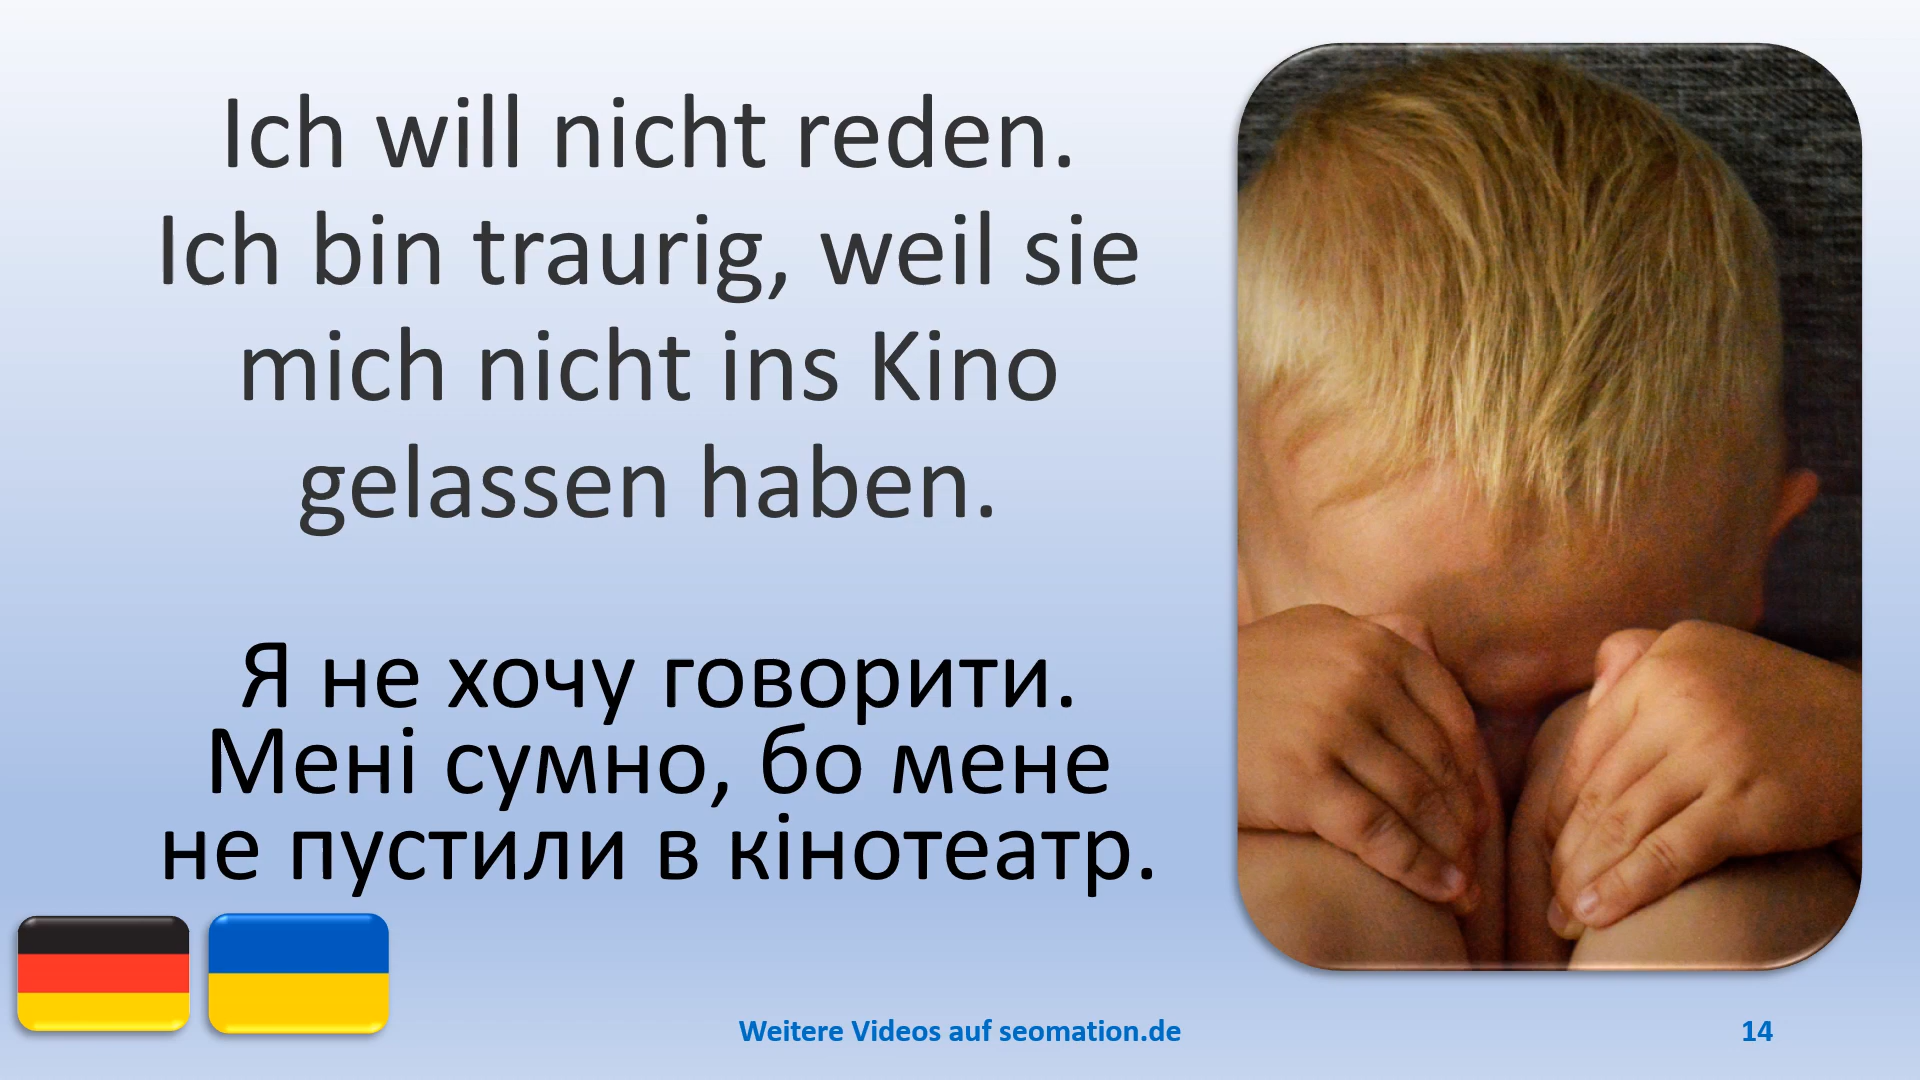 Ich will nicht reden.
Ich bin traurig, weil sie
mich nicht ins Kino
gelassen haben.
Я не хочу говорити.
Мені сумно, бо мене
не пустили в кінотеатр.
Weitere Videos auf seomation.de
14